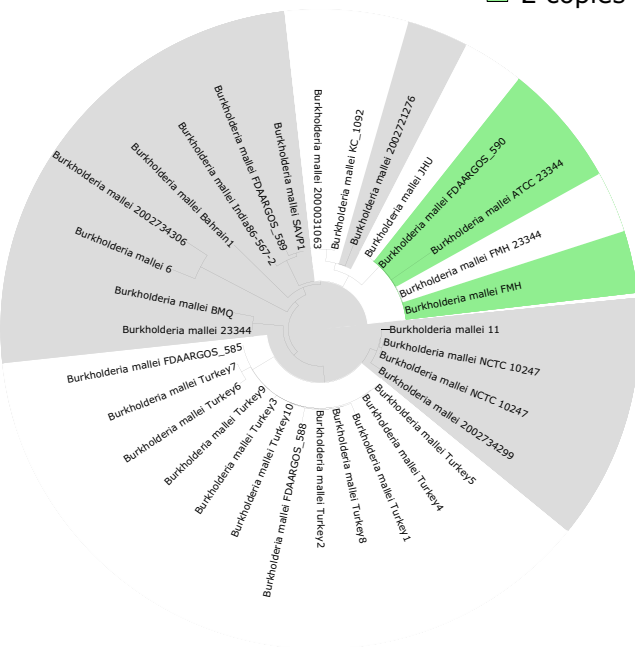 2 copies
Burkholderia mallei 2000031063
Burkholderia mallei KC_1092
Burkholderia mallei 2002721276
Burkholderia mallei JHU
Burkholderia mallei FDAARGOS_590
Burkholderia mallei ATCC 23344
Burkholderia mallei FMH 23344
Burkholderia mallei FMH
Burkholderia mallei 11
Burkholderia mallei NCTC 10247
Burkholderia mallei NCTC 10247
Burkholderia mallei 2002734299
Burkholderia mallei Turkey5
Burkholderia mallei Turkey4
Burkholderia mallei Turkey1
Burkholderia mallei Turkey8
Burkholderia mallei Turkey2
Burkholderia mallei FDAARGOS_588
Burkholderia mallei Turkey10
Burkholderia mallei Turkey3
Burkholderia mallei Turkey9
Burkholderia mallei Turkey6
Burkholderia mallei Turkey7
Burkholderia mallei FDAARGOS_585
Burkholderia mallei 23344
Burkholderia mallei BMQ
Burkholderia mallei 6
Burkholderia mallei 2002734306
Burkholderia mallei Bahrain1
Burkholderia mallei India86-567-2
Burkholderia mallei FDAARGOS_589
Burkholderia mallei SAVP1